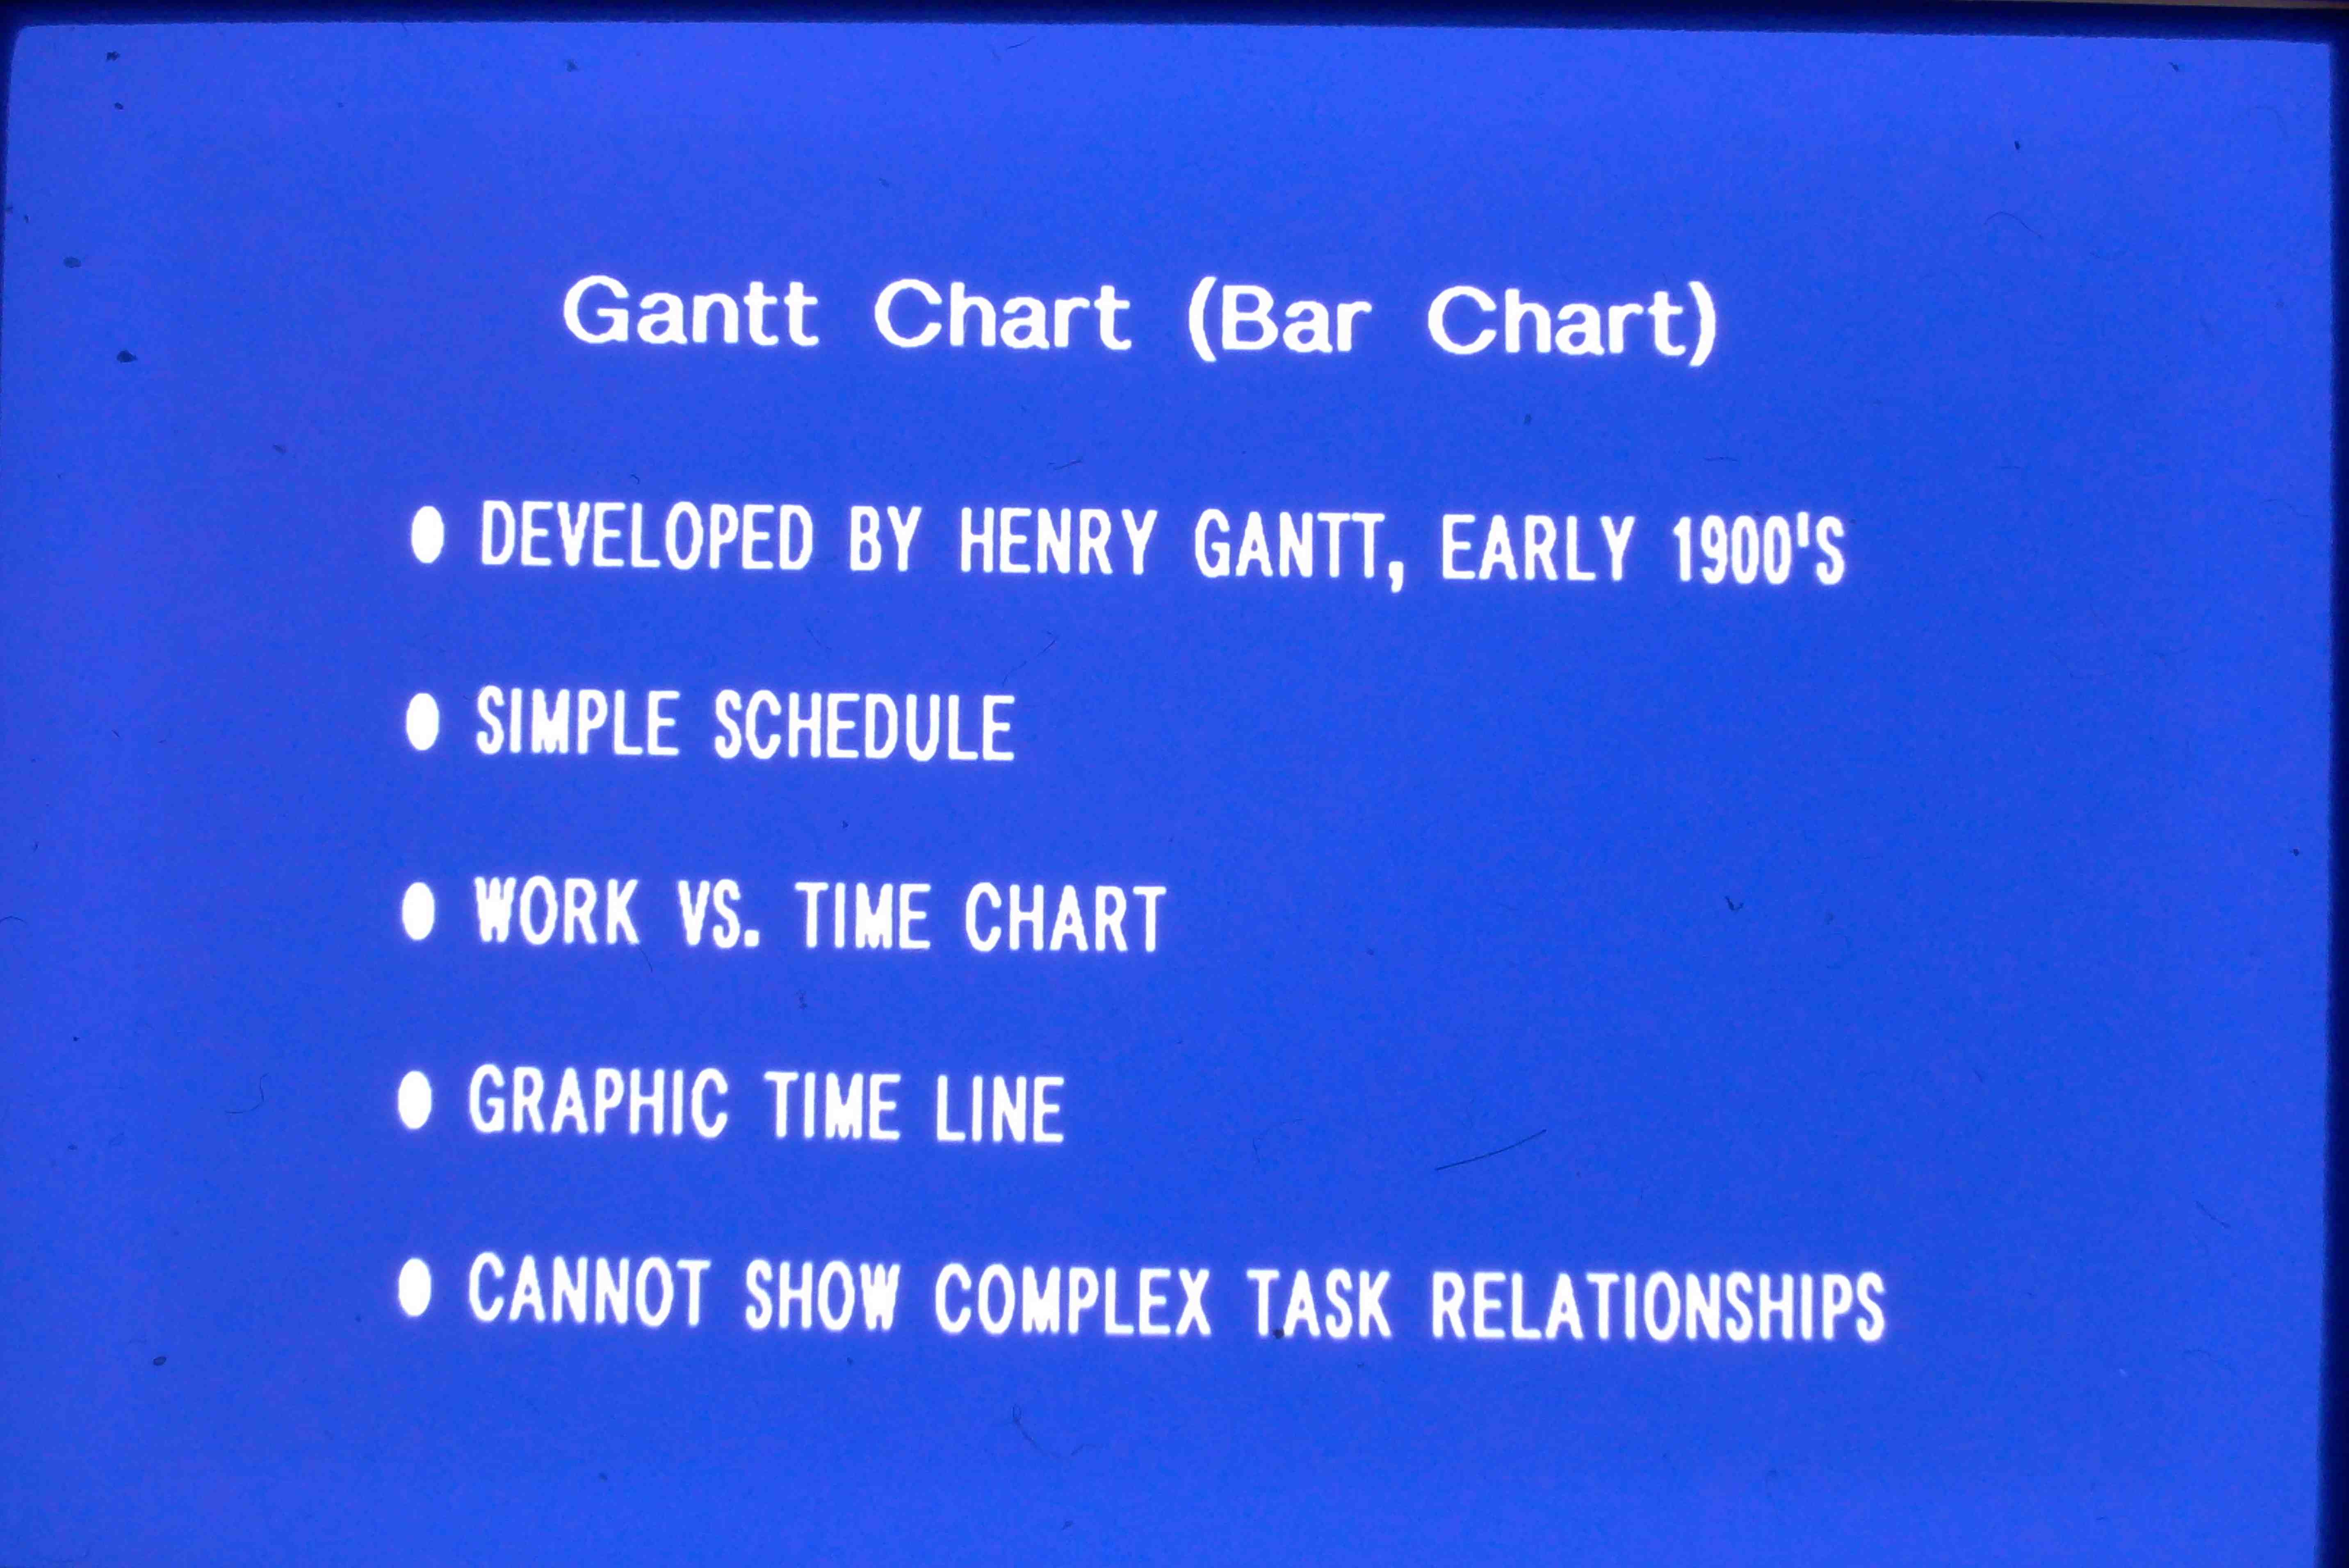 Gantt Chart (Bar Chart)
● DEVELOPED BY HENRY GANTT, EARLY 1900'S
● SIMPLE SCHEDULE
● WORK VS. TIME CHART
● GRAPHIC TIME LINE
● CANNOT SHOW COMPLEX TASK RELATIONSHIPS